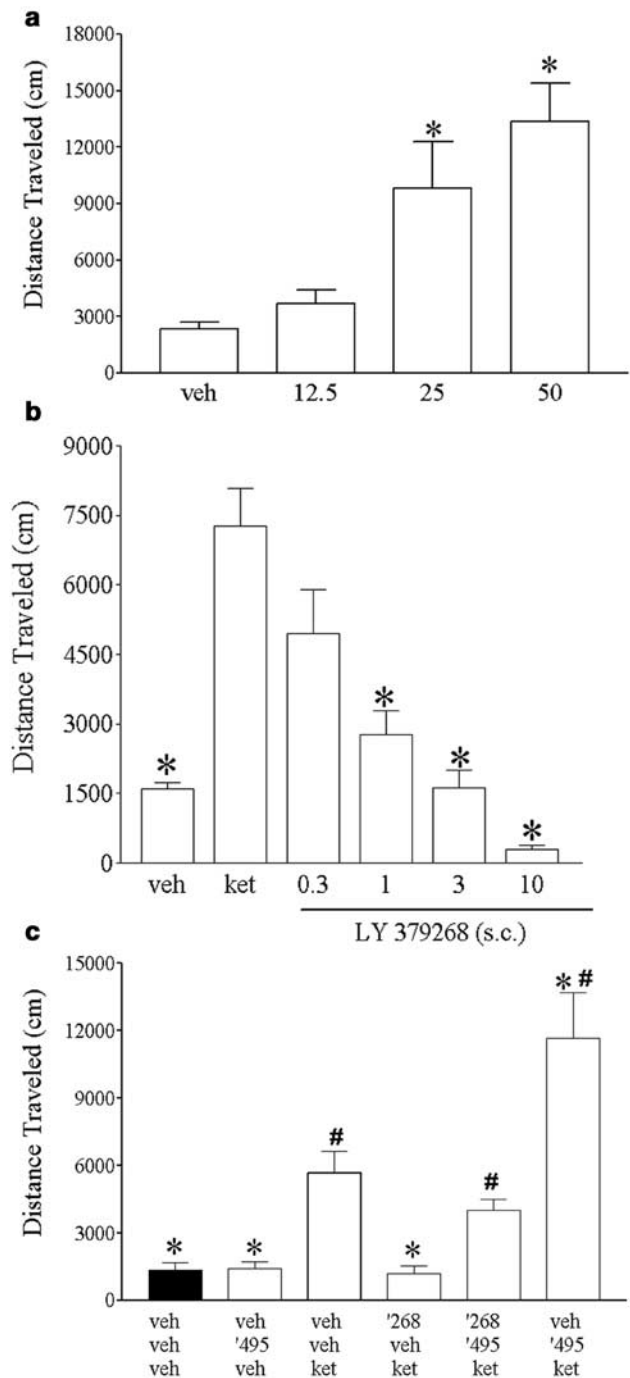 a
18000
15000
12000
9000
6000
3000
0
Distance Traveled (cm)
*
*
veh 12.5 25 50
b
9000
7500
6000
4500
3000
1500
0
Distance Traveled (cm)
*
*
*
*
veh ket 0.3 1 3 10
LY 379268 (s.c.)
c
15000
12000
9000
6000
3000
0
Distance Traveled (cm)
* * # * # * #
veh veh veh '268 '268 veh
veh '495 veh veh '495 '495
veh veh ket ket ket ket